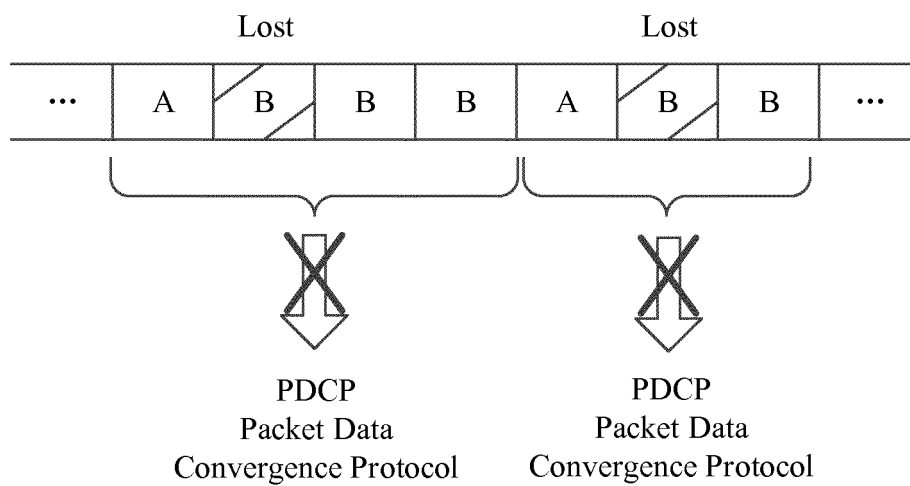 Lost Lost
... A B B B A B B ...
PDCP PDCP
Packet Data Packet Data
Convergence Protocol Convergence Protocol